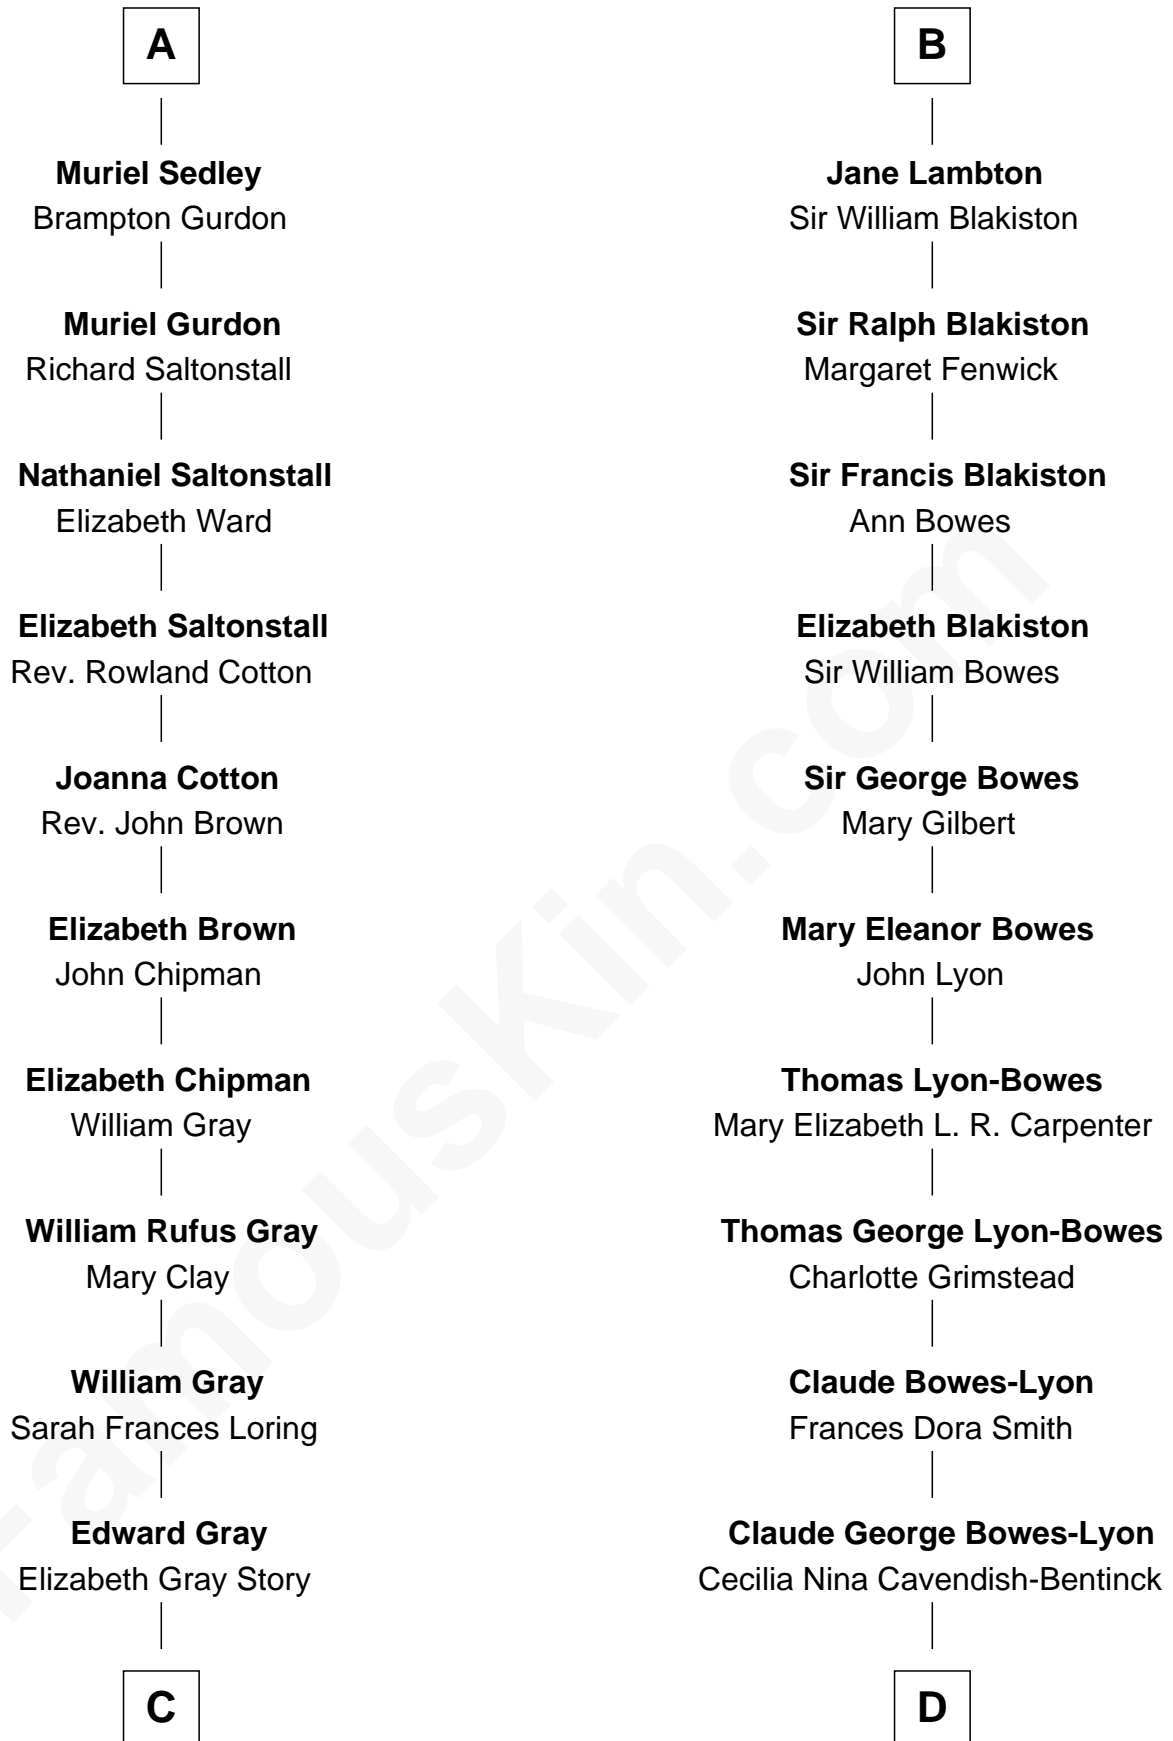 A
Muriel Sedley
Brampton Gurdon
Muriel Gurdon
Richard Saltonstall
Nathaniel Saltonstall
Elizabeth Ward
Elizabeth Saltonstall
Rev. Rowland Cotton
Joanna Cotton
Rev. John Brown
Elizabeth Brown
John Chipman
Elizabeth Chipman
William Gray
William Rufus Gray
Mary Clay
William Gray
Sarah Frances Loring
Edward Gray
Elizabeth Gray Story
C
B
Jane Lambton
Sir William Blakiston
Sir Ralph Blakiston
Margaret Fenwick
Sir Francis Blakiston
Ann Bowes
Elizabeth Blakiston
Sir William Bowes
Sir George Bowes
Mary Gilbert
Mary Eleanor Bowes
John Lyon
Thomas Lyon-Bowes
Mary Elizabeth L. R. Carpenter
Thomas George Lyon-Bowes
Charlotte Grimstead
Claude Bowes-Lyon
Frances Dora Smith
Claude George Bowes-Lyon
Cecilia Nina Cavendish-Bentinck
D
FamousKin.com